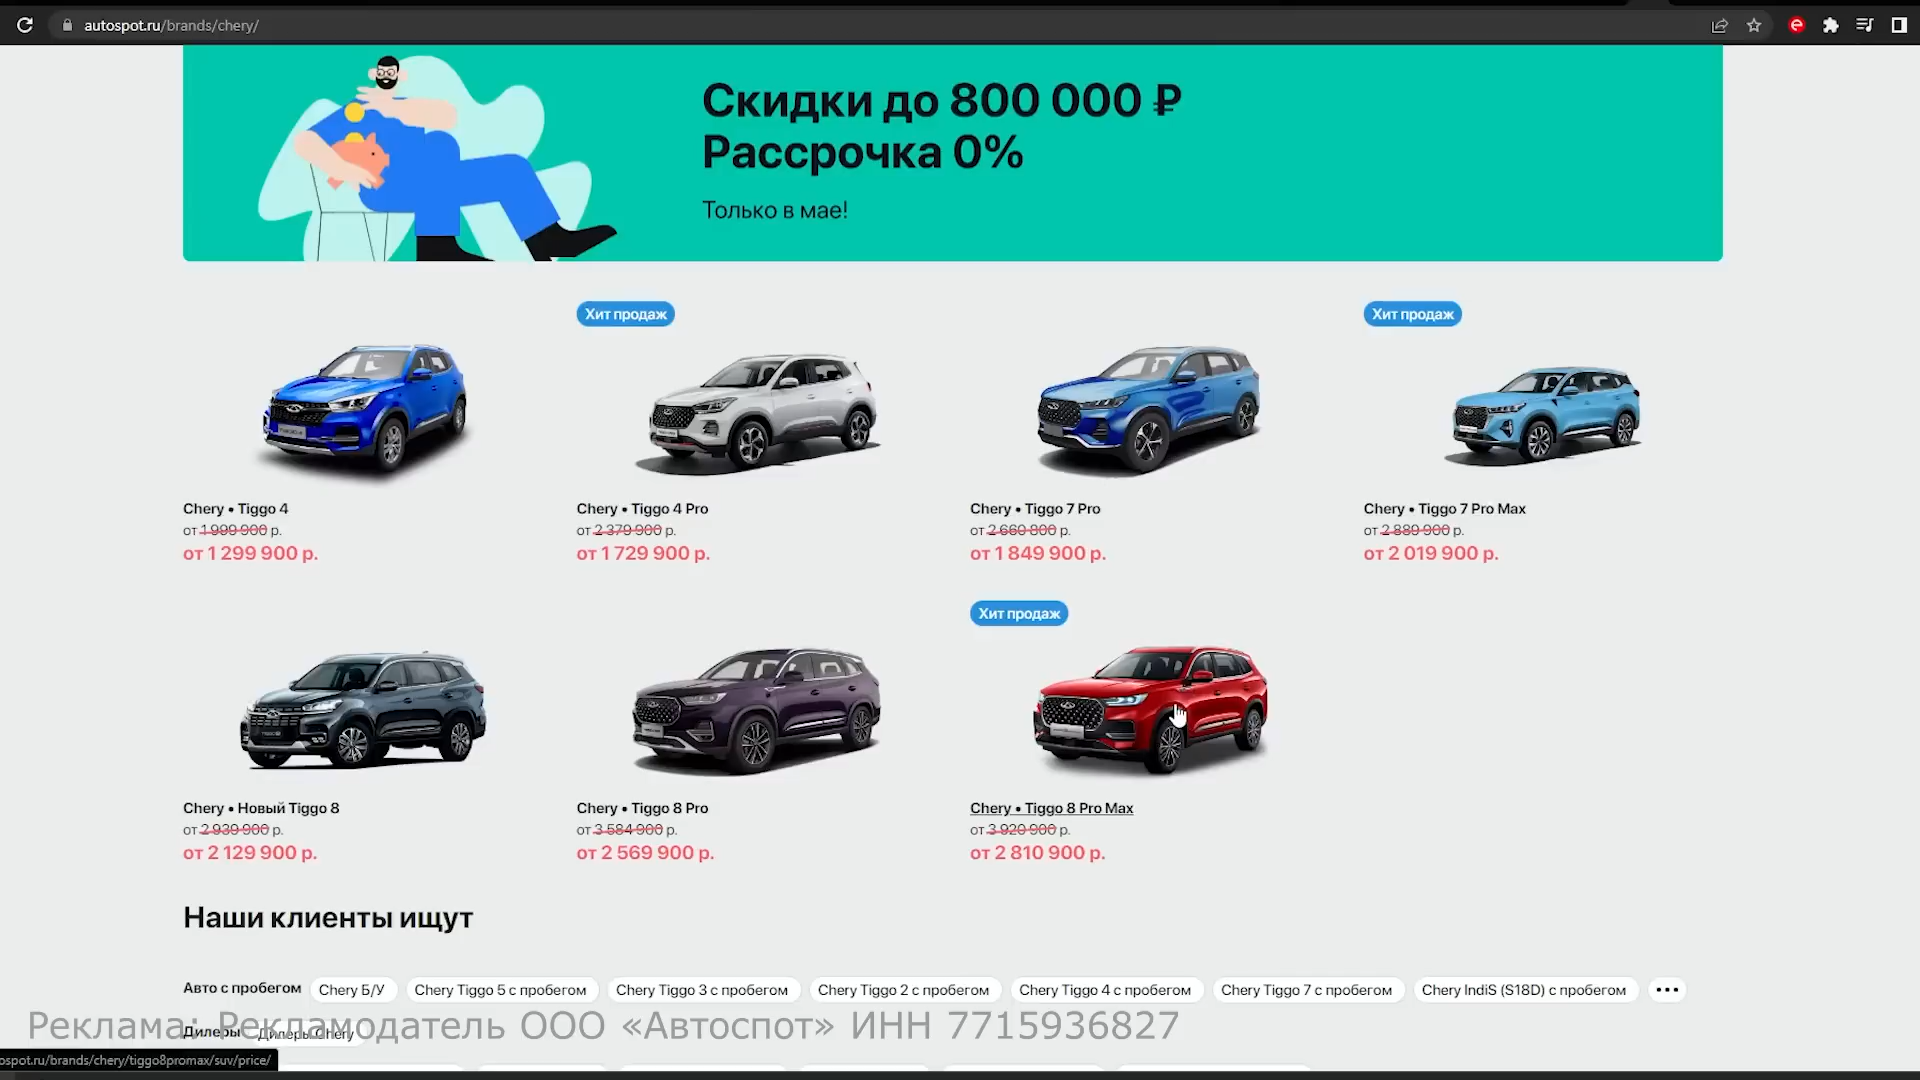 autospot.ru/brands/chery/
Скидки до 800 000 ₽
Рассрочка 0%
Только в мае!
Хит продаж
Хит продаж
Chery • Tiggo 4
от 1 999 900 р.
от 1 299 900 р.
Chery • Tiggo 4 Pro
от 2 379 900 р.
от 1 729 900 р.
Chery • Tiggo 7 Pro
от 2 660 800 р.
от 1 849 900 р.
Chery • Tiggo 7 Pro Max
от 2 889 900 р.
от 2 019 900 р.
Хит продаж
Chery • Новый Tiggo 8
от 2 939 900 р.
от 2 129 900 р.
Chery • Tiggo 8 Pro
от 3 584 900 р.
от 2 569 900 р.
Chery • Tiggo 8 Pro Max
от 3 920 900 р.
от 2 810 900 р.
Наши клиенты ищут
Авто с пробегом Chery Б/У Chery Tiggo 5 с пробегом Chery Tiggo 3 с пробегом Chery Tiggo 2 с пробегом Chery Tiggo 4 с пробегом Chery Tiggo 7 с пробегом Chery IndiS (S18D) с пробегом •••
Реклама: Рекламодатель ООО «Автоспот» ИНН 7715936827
Дилеры Дилеры Chery
ospot.ru/brands/chery/tiggo8promax/suv/price/